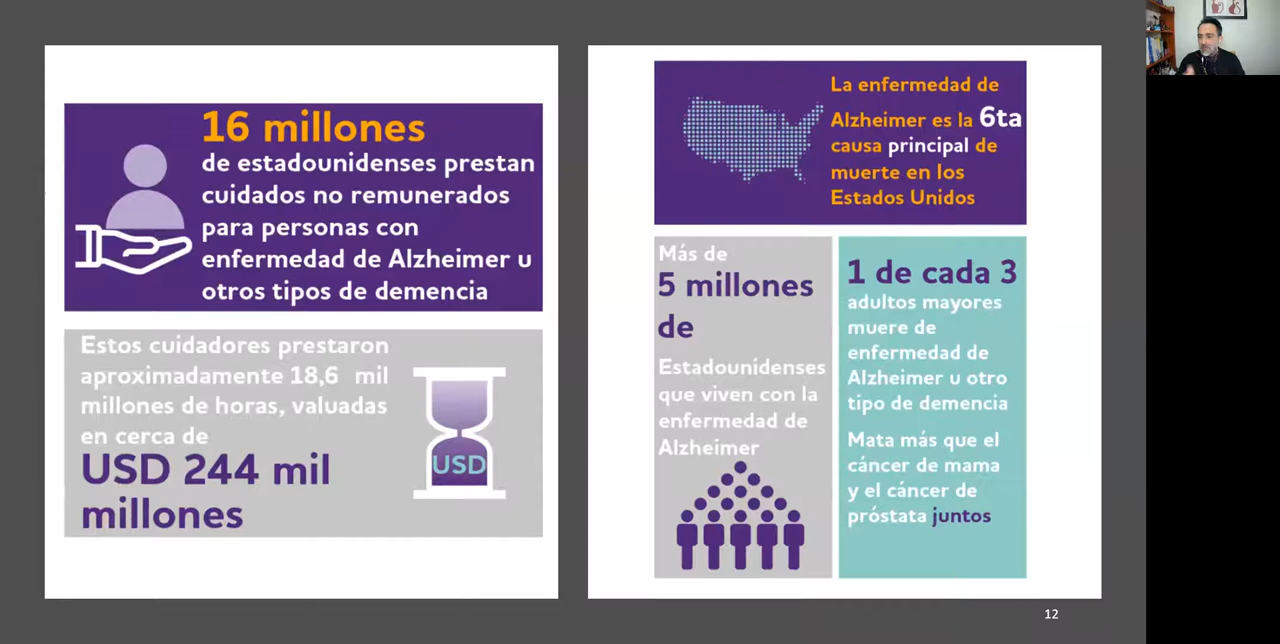 16 millones
de estadounidenses prestan
cuidados no remunerados
para personas con
enfermedad de Alzheimer u
otros tipos de demencia
Estos cuidadores prestaron
aproximadamente 18,6 mil
millones de horas, valuadas
en cerca de
USD 244 mil
millones
USD
La enfermedad de
Alzheimer es la 6ta
causa principal de
muerte en los
Estados Unidos
Más de
5 millones
de
Estadounidenses
que viven con la
enfermedad de
Alzheimer
1 de cada 3
adultos mayores
muere de
enfermedad de
Alzheimer u otro
tipo de demencia
Mata más que el
cáncer de mama
y el cáncer de
próstata juntos
12